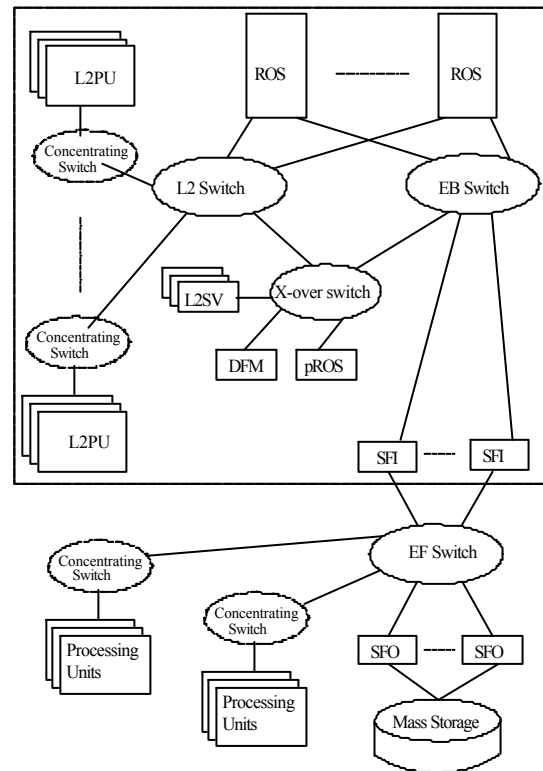 L2PU
ROS
ROS
Concentrating
Switch
L2 Switch
EB Switch
L2SV
X-over switch
Concentrating
Switch
DFM
pROS
L2PU
SFI
SFI
EF Switch
Concentrating
Switch
Concentrating
Switch
Processing
Units
SFO
SFO
Processing
Units
Mass Storage